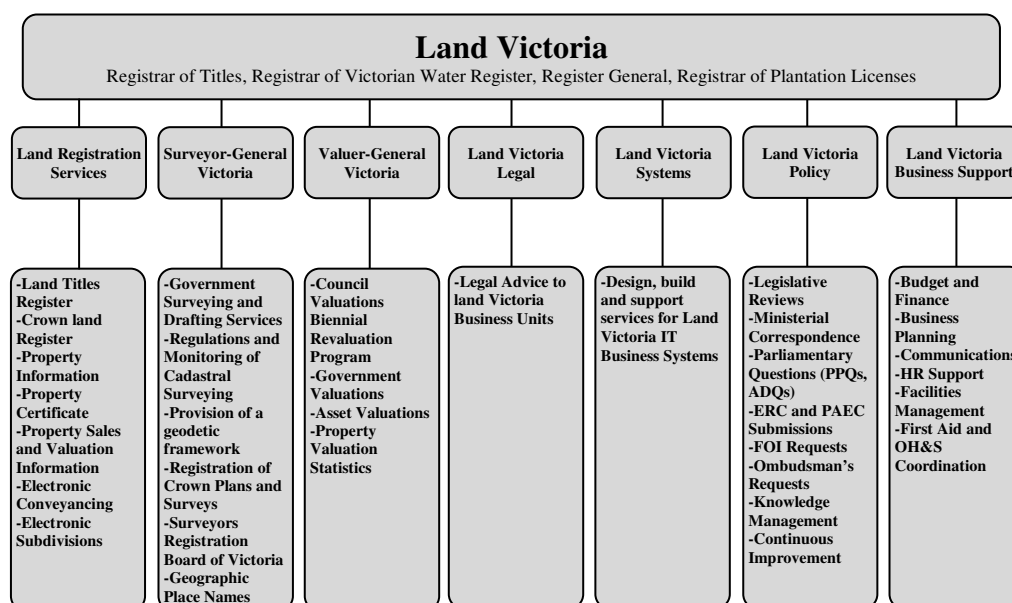 Land Victoria
Registrar of Titles, Registrar of Victorian Water Register, Register General, Registrar of Plantation Licenses
Land Registration
Services
Surveyor-General
Victoria
Valuer-General
Victoria
Land Victoria
Legal
Land Victoria
Systems
Land Victoria
Policy
Land Victoria
Business Support
-Land Titles
Register
-Crown land
Register
-Property
Information
-Property
Certificate
-Property Sales
and Valuation
Information
-Electronic
Conveyancing
-Electronic
Subdivisions
-Government
Surveying and
Drafting Services
-Regulations and
Monitoring of
Cadastral
Surveying
-Provision of a
geodetic
framework
-Registration of
Crown Plans and
Surveys
-Surveyors
Registration
Board of Victoria
-Geographic
Place Names
-Council
Valuations
Biennial
Revaluation
Program
-Government
Valuations
-Asset Valuations
-Property
Valuation
Statistics
-Legal Advice to
land Victoria
Business Units
-Design, build
and support
services for Land
Victoria IT
Business Systems
-Legislative
Reviews
-Ministerial
Correspondence
-Parliamentary
Questions (PPQs,
ADQs)
-ERC and PAEC
Submissions
-FOI Requests
-Ombudsman’s
Requests
-Knowledge
Management
-Continuous
Improvement
-Budget and
Finance
-Business
Planning
-Communications
-HR Support
-Facilities
Management
-First Aid and
OH&S
Coordination